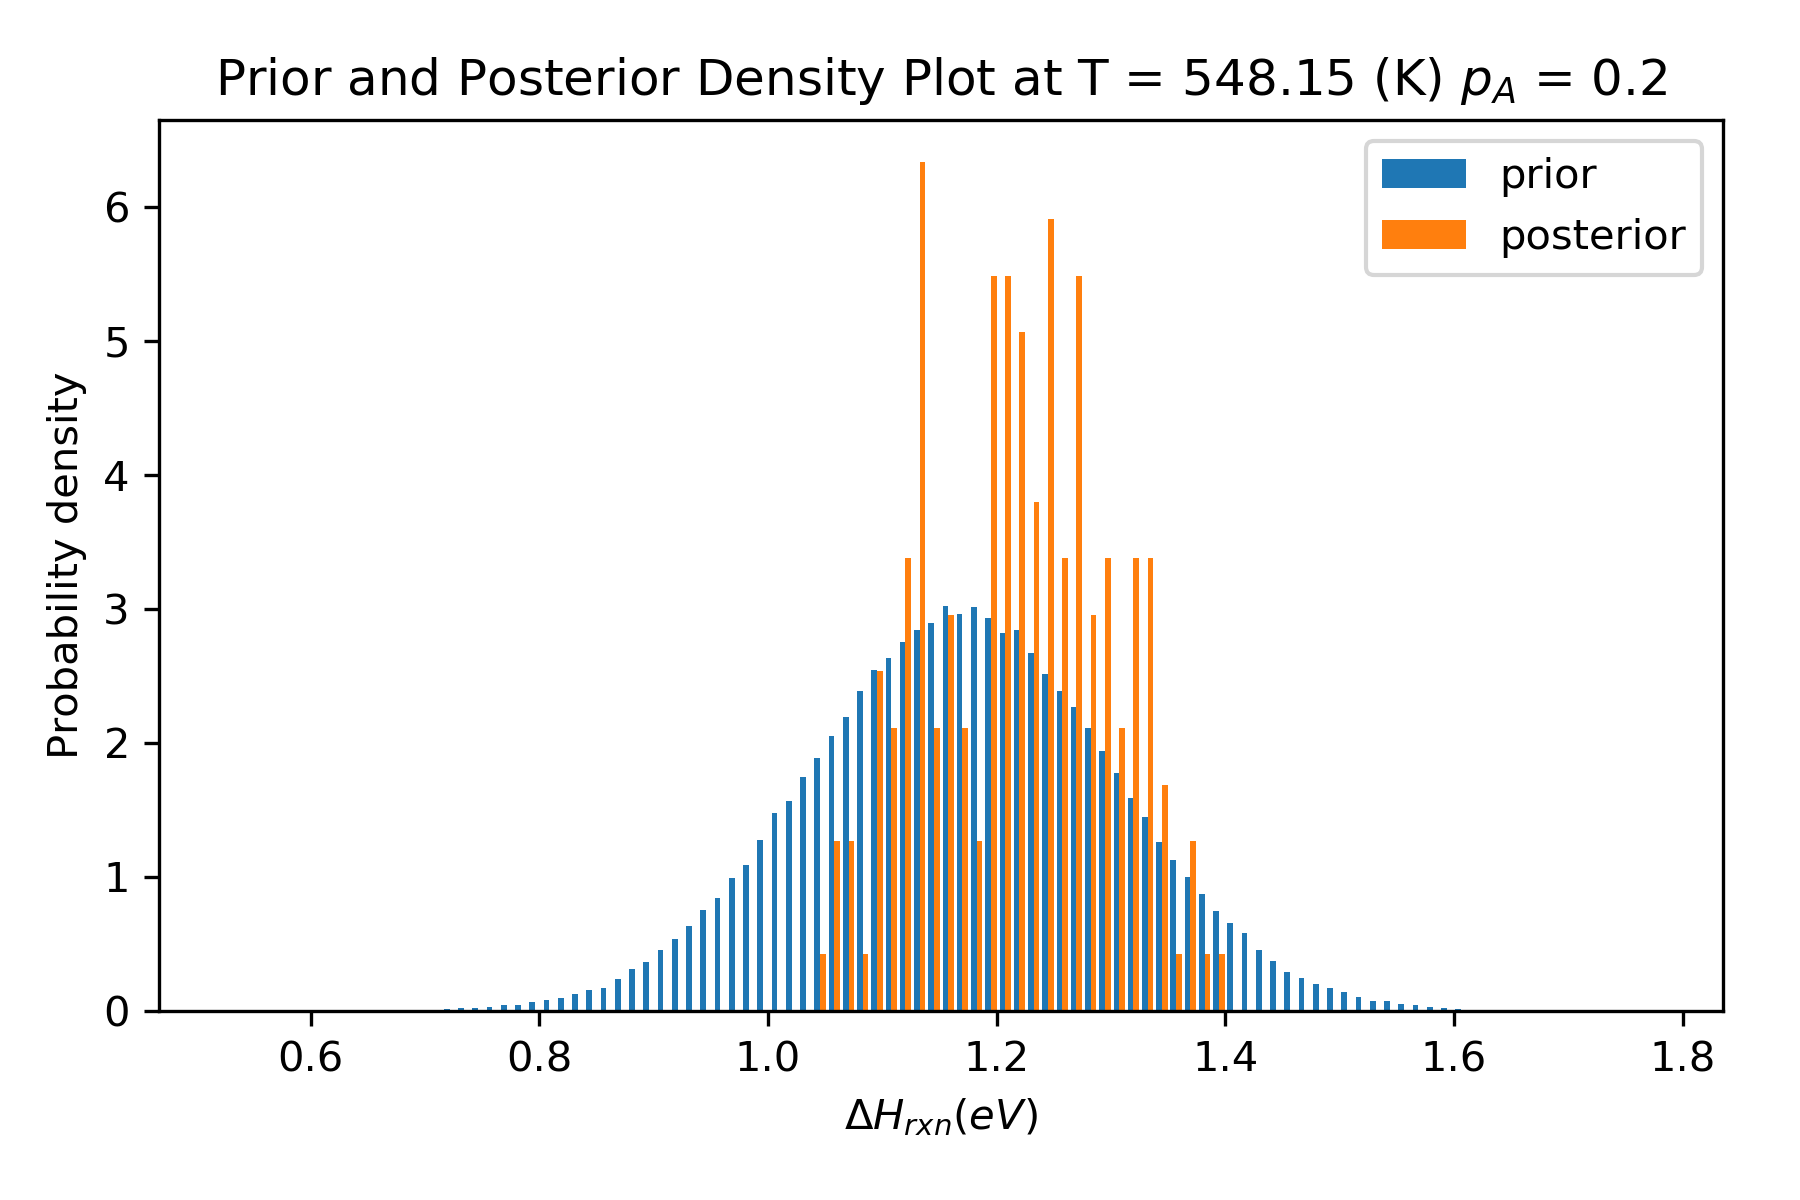 Prior and Posterior Density Plot at T = 548.15 (K) p_A = 0.2
prior
posterior
Probability density
6
5
4
3
2
1
0
0.6 0.8 1.0 1.2 1.4 1.6 1.8
ΔH_rxn(eV)